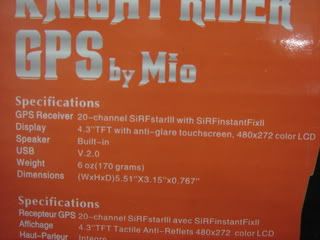 KNIGHT RIDER
GPS by Mio
Specifications
GPS Receiver 20-channel SiRFstarIII with SiRFinstantFixII
Display 4.3"TFT with anti-glare touchscreen, 480x272 color LCD
Speaker Built-in
USB V.2.0
Weight 6 oz(170 grams)
Dimensions (WxHxD)5.51"X3.15"x0.767"
Specifications
Recepteur GPS 20-channel SiRFstarIII avec SiRFinstantFixII
Affichage 4.3"TFT Tactile Anti-Reflets 480x272 color LCD
Haut-Parleur Integre